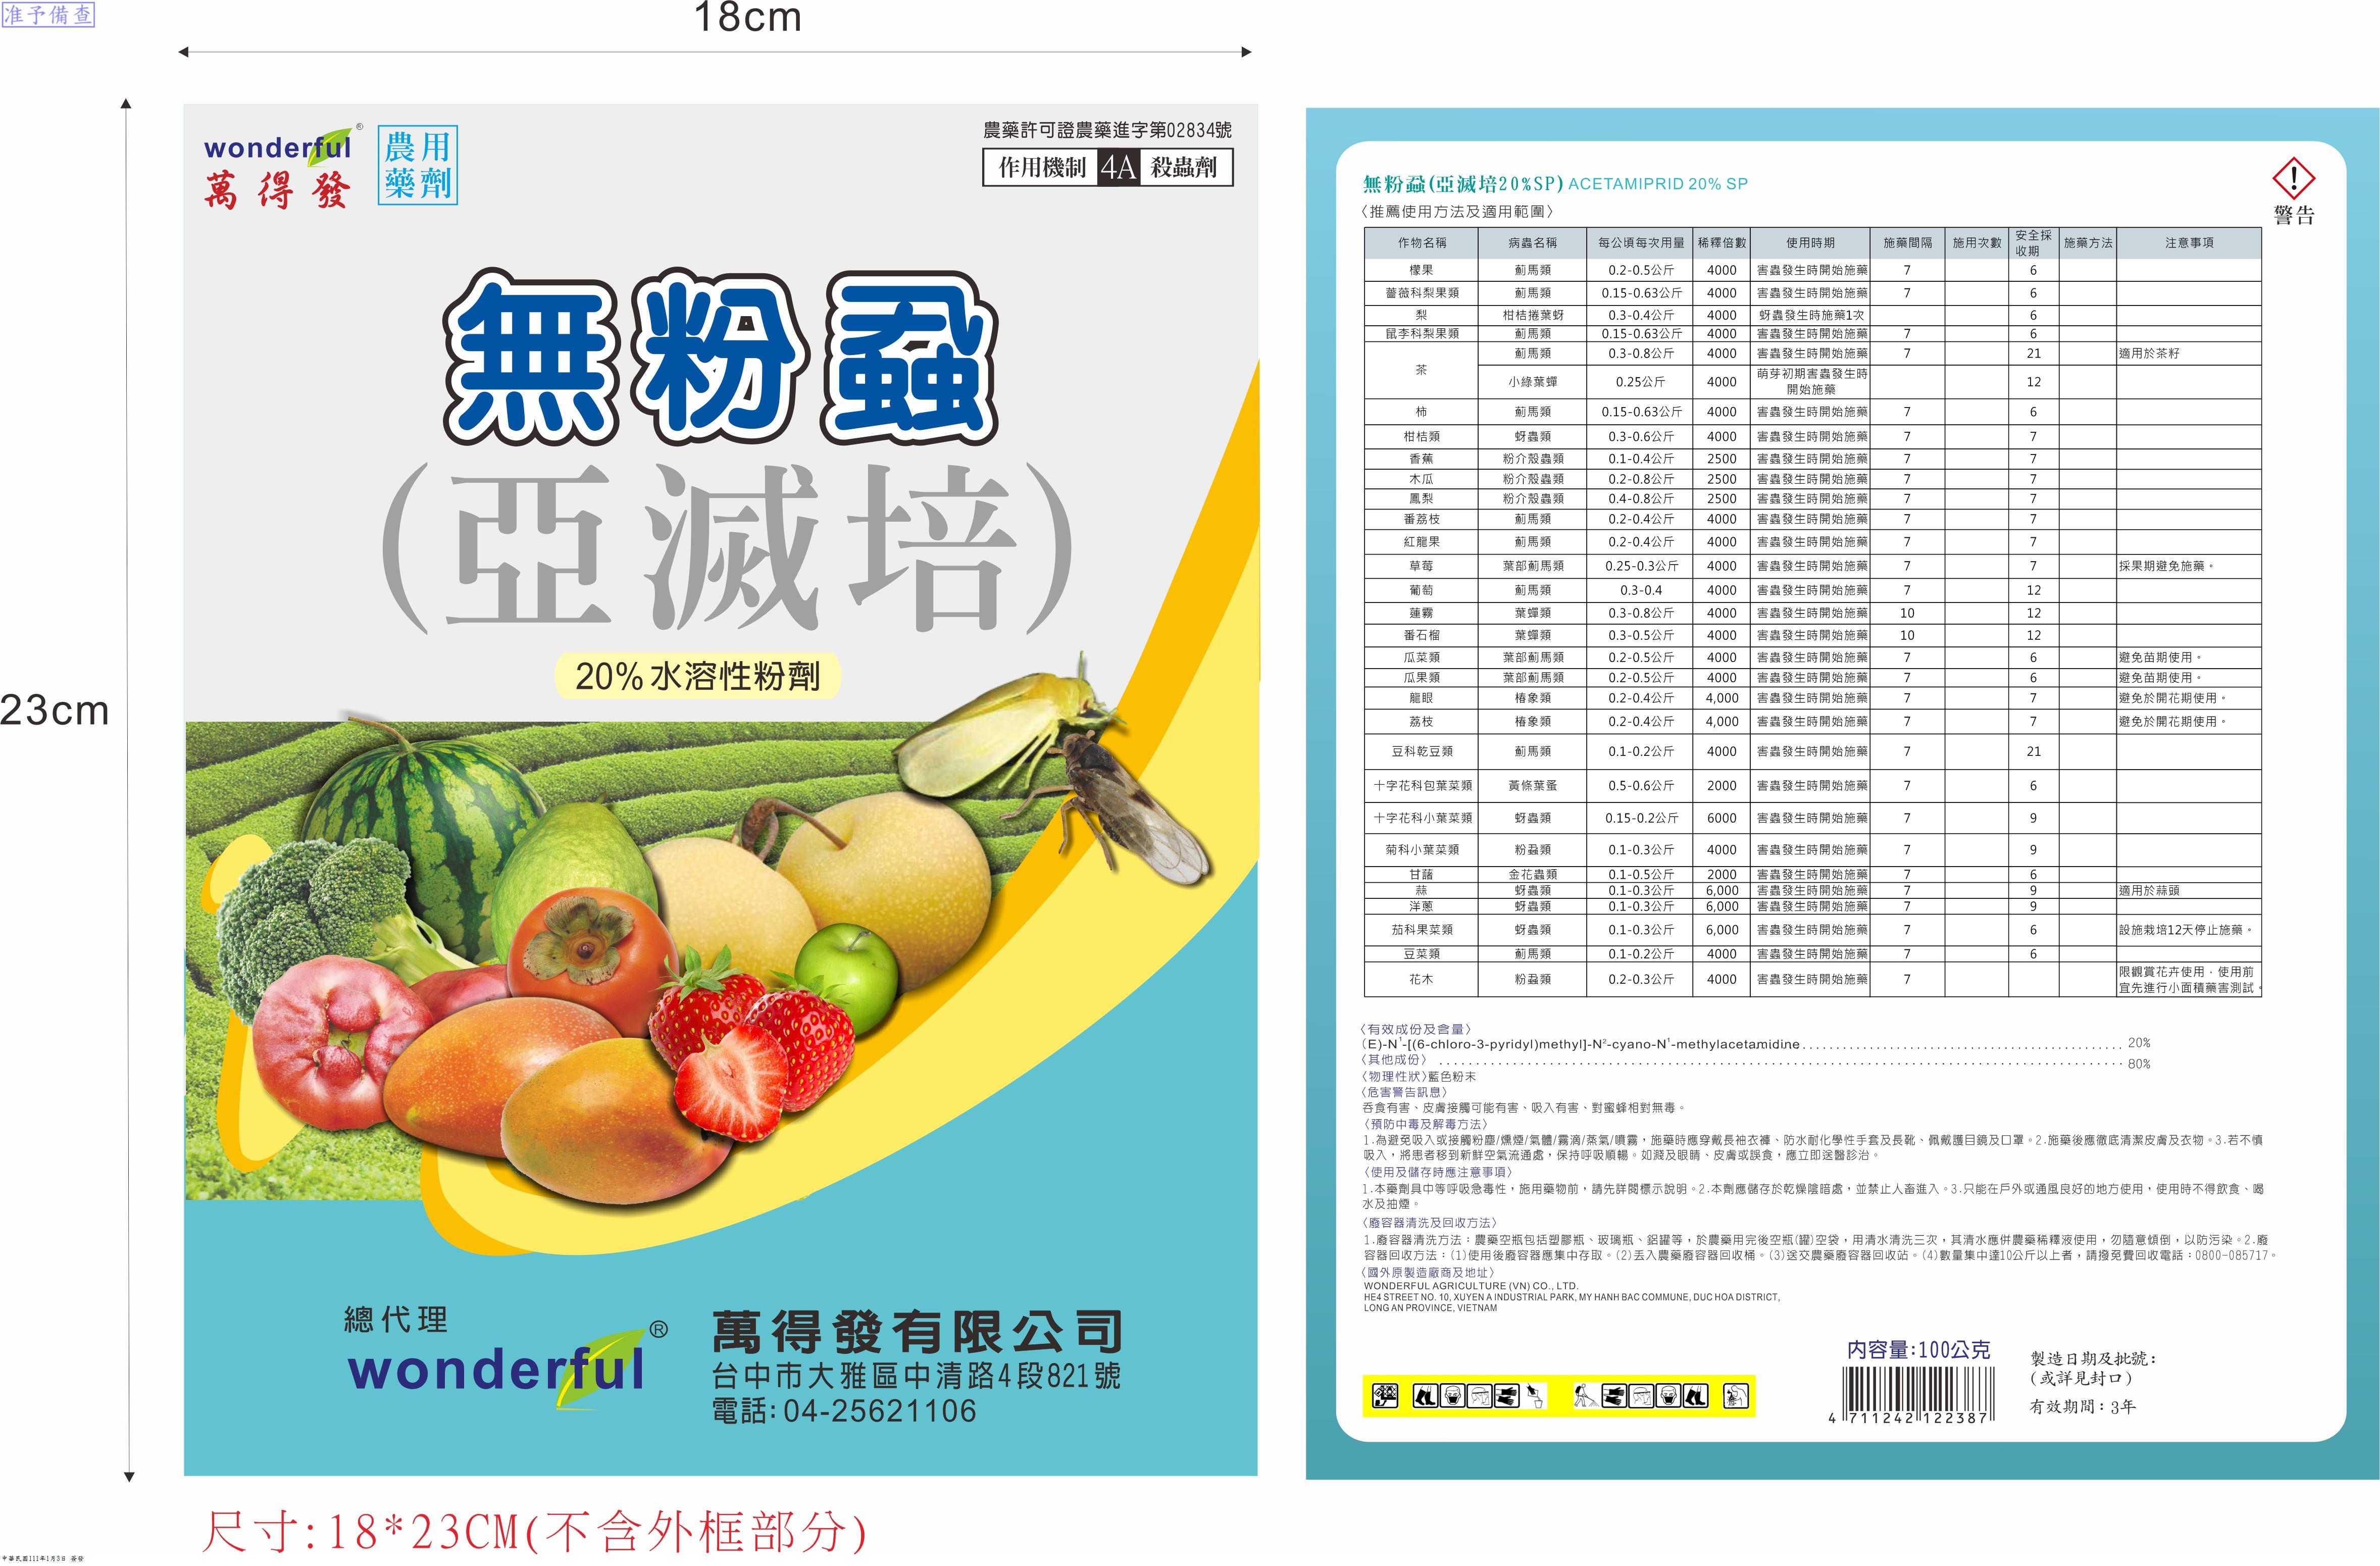 准予備查
18cm
23cm
wonderful®
萬得發
農用
藥劑
農藥許可證農藥進字第02834號
作用機制 4A 殺蟲劑
無粉蝨
(亞滅培)
20%水溶性粉劑
總代理
wonderful®
萬得發有限公司
台中市大雅區中清路4段821號
電話:04-25621106
尺寸:18*23CM(不含外框部分)
中華民國111年1月3日 簽發
無粉蝨(亞滅培20%SP) ACETAMIPRID 20% SP
警告
〈推薦使用方法及適用範圍〉
作物名稱 病蟲名稱 每公頃每次用量 稀釋倍數 使用時期 施藥間隔 施用次數 安全採收期 施藥方法 注意事項
檬果 薊馬類 0.2-0.5公斤 4000 害蟲發生時開始施藥 7 6
薔薇科梨果類 薊馬類 0.15-0.63公斤 4000 害蟲發生時開始施藥 7 6
梨 柑桔捲葉蚜 0.3-0.4公斤 4000 蚜蟲發生時施藥1次 6
鼠李科梨果類 薊馬類 0.15-0.63公斤 4000 害蟲發生時開始施藥 7 6
茶 薊馬類 0.3-0.8公斤 4000 害蟲發生時開始施藥 7 21 適用於茶籽
小綠葉蟬 0.25公斤 4000 萌芽初期害蟲發生時開始施藥 12
柿 薊馬類 0.15-0.63公斤 4000 害蟲發生時開始施藥 7 6
柑桔類 蚜蟲類 0.3-0.6公斤 4000 害蟲發生時開始施藥 7 7
香蕉 粉介殼蟲類 0.1-0.4公斤 2500 害蟲發生時開始施藥 7 7
木瓜 粉介殼蟲類 0.2-0.8公斤 2500 害蟲發生時開始施藥 7 7
鳳梨 粉介殼蟲類 0.4-0.8公斤 2500 害蟲發生時開始施藥 7 7
番荔枝 薊馬類 0.2-0.4公斤 4000 害蟲發生時開始施藥 7 7
紅龍果 薊馬類 0.2-0.4公斤 4000 害蟲發生時開始施藥 7 7
草莓 葉部薊馬類 0.25-0.3公斤 4000 害蟲發生時開始施藥 7 7 採果期避免施藥。
葡萄 薊馬類 0.3-0.4 4000 害蟲發生時開始施藥 7 12
蓮霧 葉蟬類 0.3-0.8公斤 4000 害蟲發生時開始施藥 10 12
番石榴 葉蟬類 0.3-0.5公斤 4000 害蟲發生時開始施藥 10 12
瓜菜類 葉部薊馬類 0.2-0.5公斤 4000 害蟲發生時開始施藥 7 6 避免苗期使用。
瓜果類 葉部薊馬類 0.2-0.5公斤 4000 害蟲發生時開始施藥 7 6 避免苗期使用。
龍眼 椿象類 0.2-0.4公斤 4,000 害蟲發生時開始施藥 7 7 避免於開花期使用。
荔枝 椿象類 0.2-0.4公斤 4,000 害蟲發生時開始施藥 7 7 避免於開花期使用。
豆科乾豆類 薊馬類 0.1-0.2公斤 4000 害蟲發生時開始施藥 7 21
十字花科包葉菜類 黃條葉蚤 0.5-0.6公斤 2000 害蟲發生時開始施藥 7 6
十字花科小葉菜類 蚜蟲類 0.15-0.2公斤 6000 害蟲發生時開始施藥 7 9
菊科小葉菜類 粉蝨類 0.1-0.3公斤 4000 害蟲發生時開始施藥 7 9
甘藷 金花蟲類 0.1-0.5公斤 2000 害蟲發生時開始施藥 7 6
蒜 蚜蟲類 0.1-0.3公斤 6,000 害蟲發生時開始施藥 7 9 適用於蒜頭
洋蔥 蚜蟲類 0.1-0.3公斤 6,000 害蟲發生時開始施藥 7 9
茄科果菜類 蚜蟲類 0.1-0.3公斤 6,000 害蟲發生時開始施藥 7 6 設施栽培12天停止施藥。
豆菜類 薊馬類 0.1-0.2公斤 4000 害蟲發生時開始施藥 7 6
花木 粉蝨類 0.2-0.3公斤 4000 害蟲發生時開始施藥 7 限觀賞花卉使用，使用前宜先進行小面積藥害測試。
〈有效成份及含量〉
(E)-N¹-[(6-chloro-3-pyridyl)methyl]-N²-cyano-N¹-methylacetamidine 20%
〈其他成份〉 80%
〈物理性狀〉藍色粉末
〈危害警告訊息〉
吞食有害、皮膚接觸可能有害、吸入有害、對蜜蜂相對無毒。
〈預防中毒及解毒方法〉
1.為避免吸入或接觸粉塵/燻煙/氣體/霧滴/蒸氣/噴霧，施藥時應穿戴長袖衣褲、防水耐化學性手套及長靴、佩戴護目鏡及口罩。2.施藥後應徹底清潔皮膚及衣物。3.若不慎
吸入，將患者移到新鮮空氣流通處，保持呼吸順暢。如濺及眼睛、皮膚或誤食，應立即送醫診治。
〈使用及儲存時應注意事項〉
1.本藥劑具中等呼吸急毒性，施用藥物前，請先詳閱標示說明。2.本劑應儲存於乾燥陰暗處，並禁止人畜進入。3.只能在戶外或通風良好的地方使用，使用時不得飲食、喝
水及抽煙。
〈廢容器清洗及回收方法〉
1.廢容器清洗方法：農藥空瓶包括塑膠瓶、玻璃瓶、鋁罐等，於農藥用完後空瓶(罐)空袋，用清水清洗三次，其清水應併農藥稀釋液使用，勿隨意傾倒，以防污染。2.廢
容器回收方法：(1)使用後廢容器應集中存取。(2)丟入農藥廢容器回收桶。(3)送交農藥廢容器回收站。(4)數量集中達10公斤以上者，請撥免費回收電話：0800-085717。
〈國外原製造廠商及地址〉
WONDERFUL AGRICULTURE (VN) CO., LTD.
HE4 STREET NO. 10, XUYEN A INDUSTRIAL PARK, MY HANH BAC COMMUNE, DUC HOA DISTRICT,
LONG AN PROVINCE, VIETNAM
內容量:100公克
4 711242 122387
製造日期及批號：
(或詳見封口)
有效期間：3年